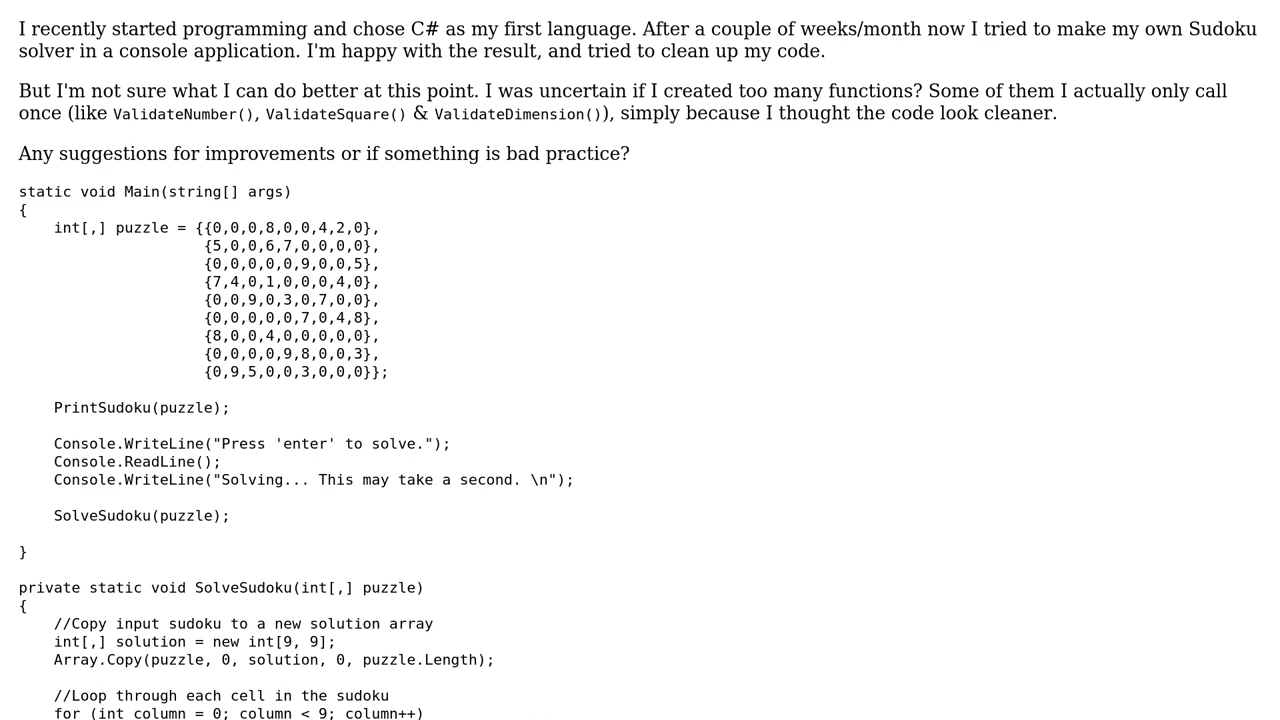 I recently started programming and chose C# as my first language. After a couple of weeks/month now I tried to make my own Sudoku
solver in a console application. I'm happy with the result, and tried to clean up my code.
But I'm not sure what I can do better at this point. I was uncertain if I created too many functions? Some of them I actually only call
once (like ValidateNumber(), ValidateSquare() & ValidateDimension()), simply because I thought the code look cleaner.
Any suggestions for improvements or if something is bad practice?
static void Main(string[] args)
{
    int[,] puzzle = {{0,0,0,8,0,0,4,2,0},
                     {5,0,0,6,7,0,0,0,0},
                     {0,0,0,0,0,9,0,0,5},
                     {7,4,0,1,0,0,0,4,0},
                     {0,0,9,0,3,0,7,0,0},
                     {0,0,0,0,0,7,0,4,8},
                     {8,0,0,4,0,0,0,0,0},
                     {0,0,0,0,9,8,0,0,3},
                     {0,9,5,0,0,3,0,0,0}};
    PrintSudoku(puzzle);
    Console.WriteLine("Press 'enter' to solve.");
    Console.ReadLine();
    Console.WriteLine("Solving... This may take a second. \n");
    SolveSudoku(puzzle);
}
private static void SolveSudoku(int[,] puzzle)
{
    //Copy input sudoku to a new solution array
    int[,] solution = new int[9, 9];
    Array.Copy(puzzle, 0, solution, 0, puzzle.Length);
    //Loop through each cell in the sudoku
    for (int column = 0; column < 9; column++)